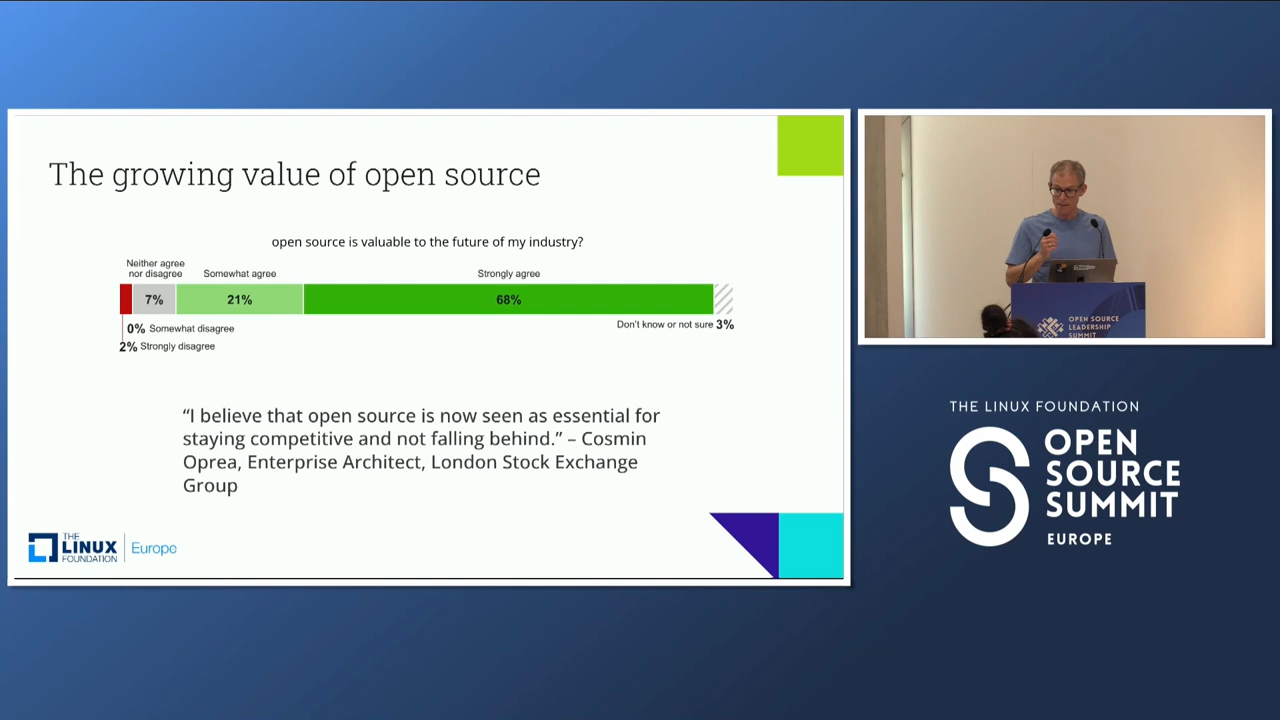 The growing value of open source
open source is valuable to the future of my industry?
Neither agree
nor disagree
Somewhat agree
Strongly agree
7%
21%
68%
0% Somewhat disagree
Don't know or not sure 3%
2% Strongly disagree
“I believe that open source is now seen as essential for
staying competitive and not falling behind.” – Cosmin
Oprea, Enterprise Architect, London Stock Exchange
Group
THE
LINUX
FOUNDATION
Europe
OPEN SOURCE
LEADERSHIP
SUMMIT
THE LINUX FOUNDATION
OPEN
SOURCE
SUMMIT
EUROPE